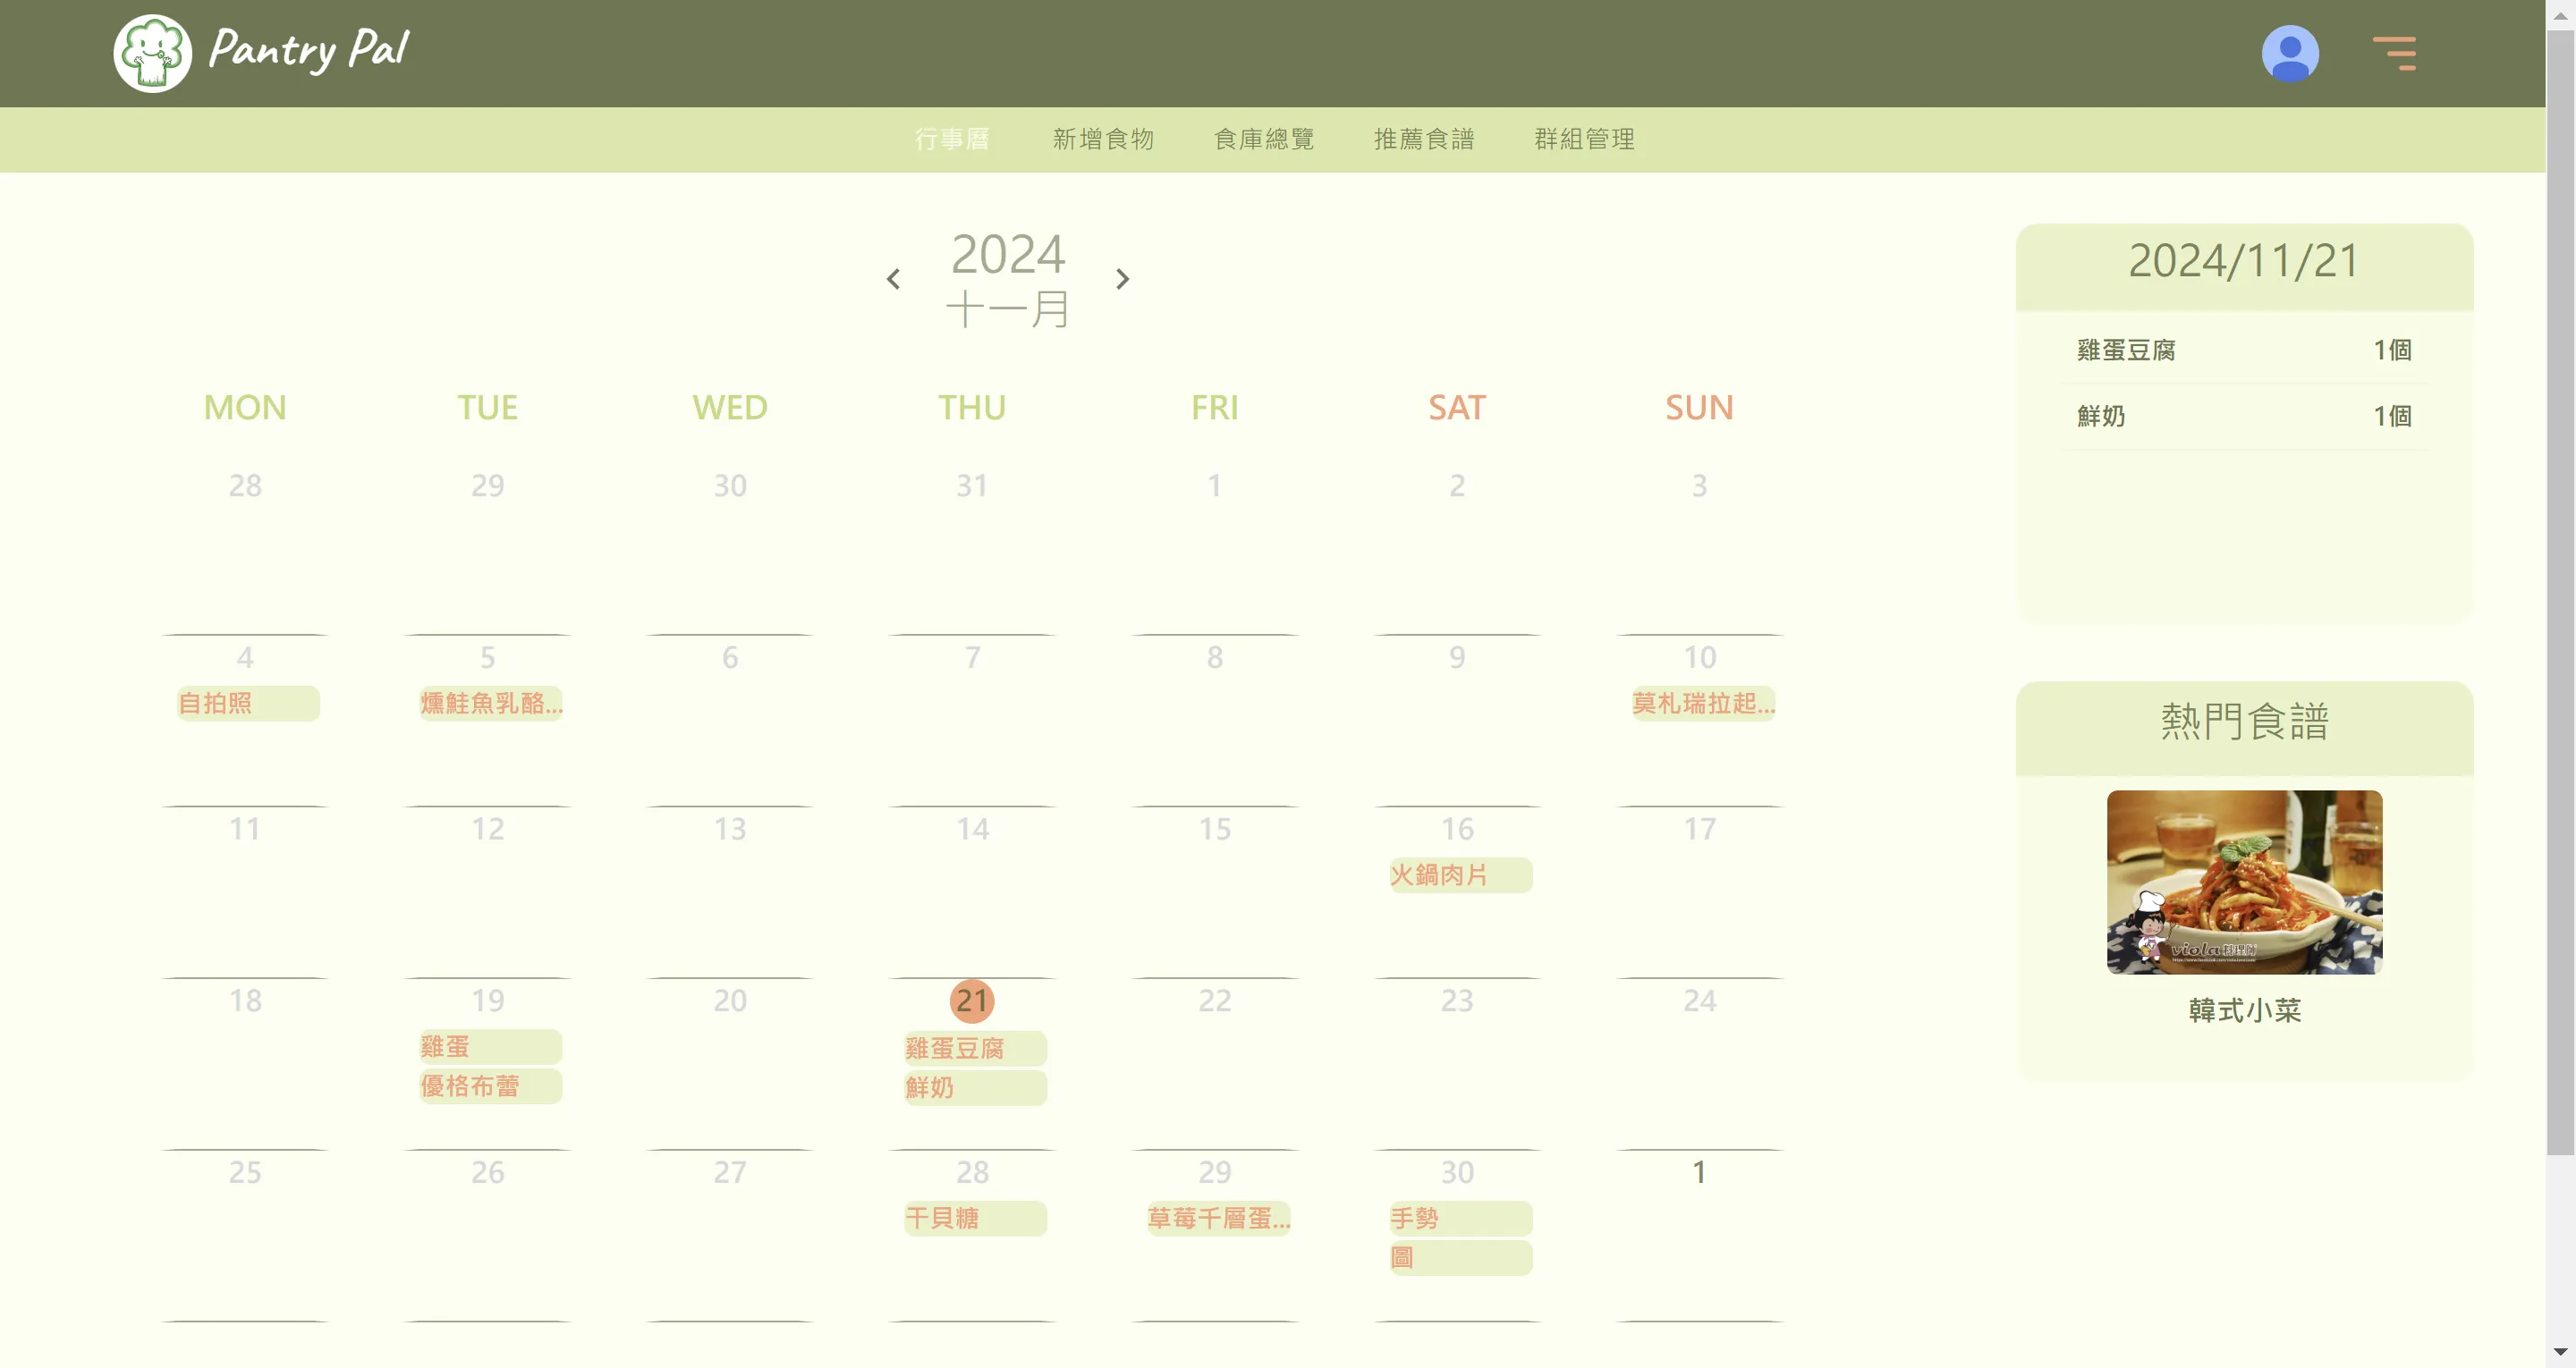 Pantry Pal
行事曆 新增食物 食庫總覽 推薦食譜 群組管理
2024
十一月
MON TUE WED THU FRI SAT SUN
28 29 30 31 1 2 3
4 5 6 7 8 9 10
自拍照 燻鮭魚乳酪... 莫札瑞拉起...
11 12 13 14 15 16 17
火鍋肉片
18 19 20 21 22 23 24
雞蛋 雞蛋豆腐
優格布蕾 鮮奶
25 26 27 28 29 30 1
干貝糖 草莓千層蛋... 手勢
圖
2024/11/21
雞蛋豆腐 1個
鮮奶 1個
熱門食譜
viola
韓式小菜